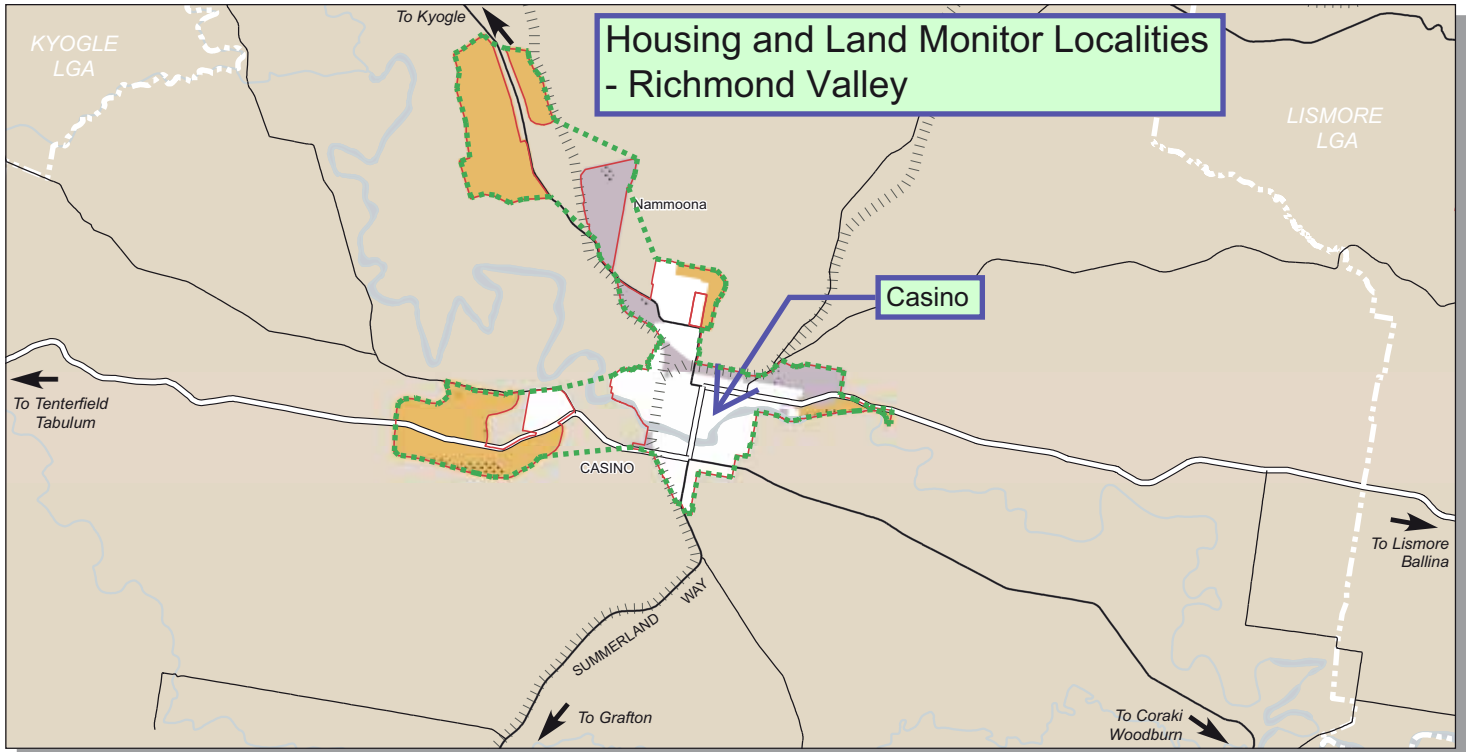 To Kyogle
KYOGLE
LGA
Housing and Land Monitor Localities
- Richmond Valley
LISMORE
LGA
Nammoona
Casino
To Tenterfield
Tabulum
CASINO
To Lismore
Ballina
SUMMERLAND WAY
To Grafton
To Coraki
Woodburn